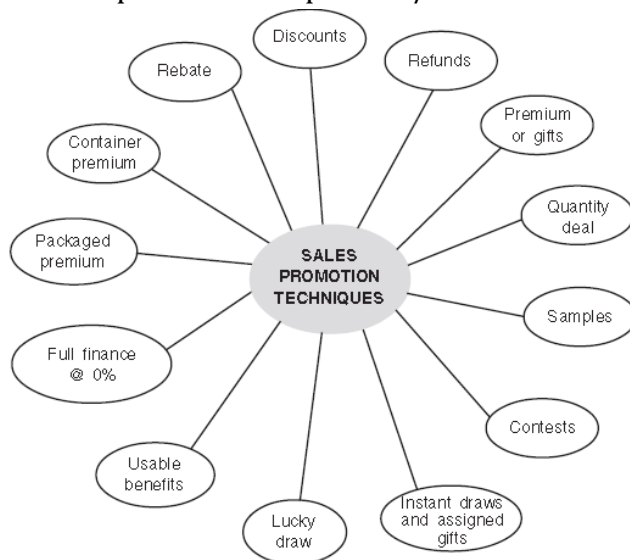 Discounts
Rebate
Refunds
Container
premium
Premium
or gifts
Packaged
premium
Quantity
deal
SALES
PROMOTION
TECHNIQUES
Samples
Full finance
@ 0%
Contests
Usable
benefits
Lucky
draw
Instant draws
and assigned
gifts